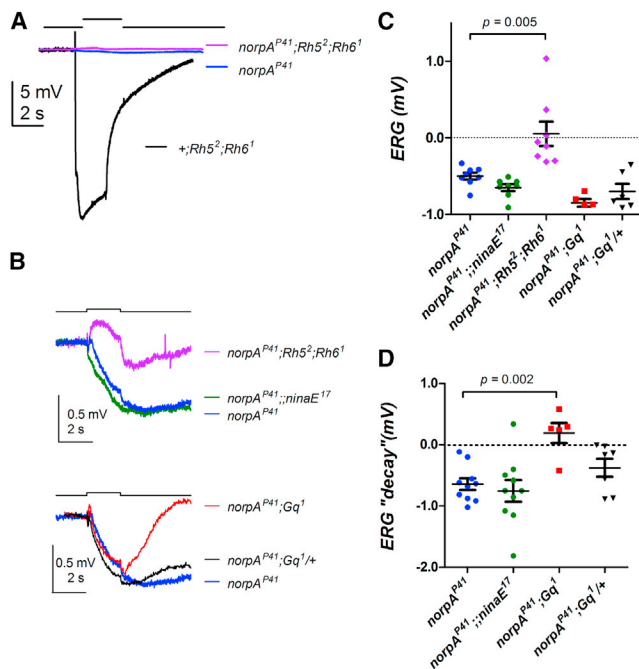 A
norpA^P41;Rh5^2;Rh6^1
norpA^P41
5 mV
2 s
+;Rh5^2;Rh6^1
B
norpA^P41;Rh5^2;Rh6^1
norpA^P41;;ninaE^17
norpA^P41
0.5 mV
2 s
norpA^P41;Gq^1
norpA^P41;Gq^1/+
norpA^P41
0.5 mV
2 s
C
p = 0.005
ERG (mV)
1.0
0.0
-1.0
norpA^P41
norpA^P41;;ninaE^17
norpA^P41;Rh5^2;Rh6^1
norpA^P41;Gq^1
norpA^P41;Gq^1/+
D
p = 0.002
ERG "decay"(mV)
1.0
0.0
-1.0
-2.0
norpA^P41
norpA^P41;;ninaE^17
norpA^P41;Gq^1
norpA^P41;Gq^1/+